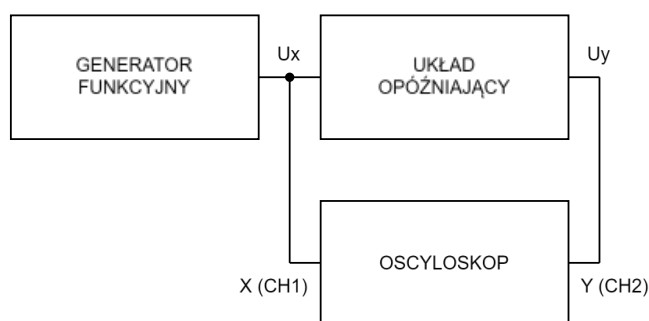 GENERATOR
FUNKCYJNY
Ux
UKŁAD
OPÓŹNIAJĄCY
Uy
OSCYLOSKOP
X (CH1)
Y (CH2)